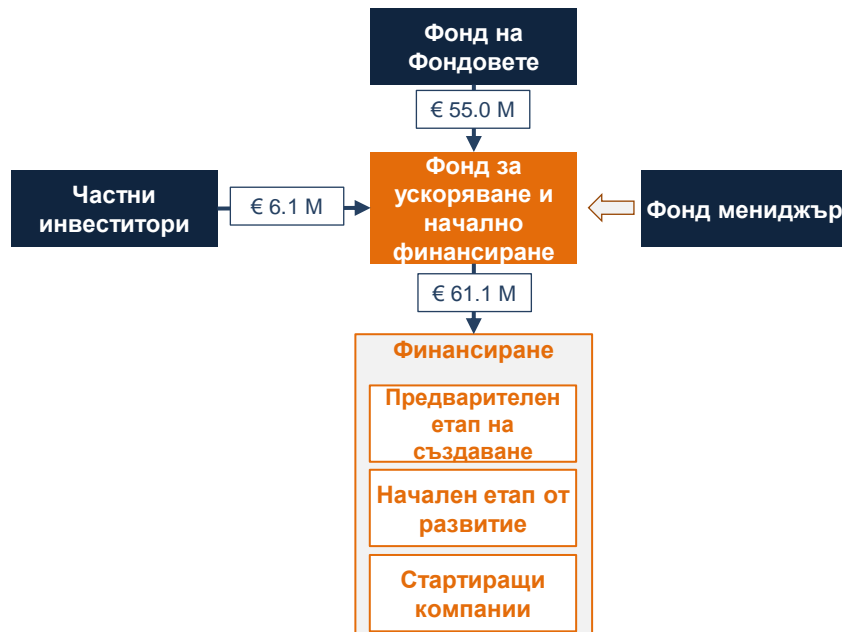 Фонд на
Фондовете
€ 55.0 M
Частни
инвеститори
€ 6.1 M
Фонд за
ускоряване и
начално
финансиране
Фонд мениджър
€ 61.1 M
Финансиране
Предварителен
етап на
създаване
Начален етап от
развитие
Стартиращи
компании